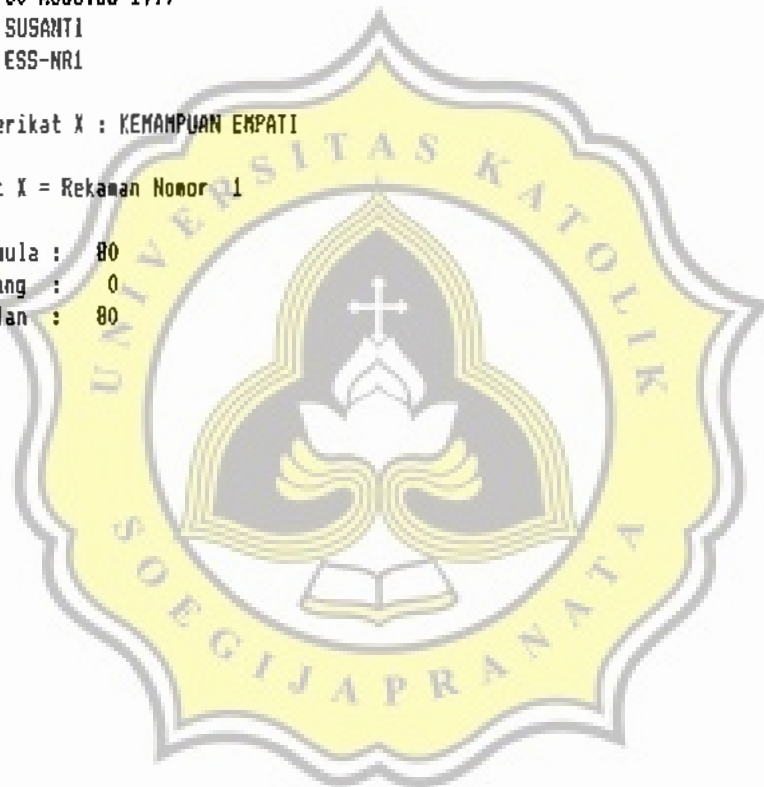 SUSANTI
ESS-NR1
erikat X : KEMAMPUAN EMPATI
X = Rekaman Nomor 1
ula : 80
ang : 0
lan : 80
UNIVERSITAS KATOLIK
SOEGIJAPRANATA